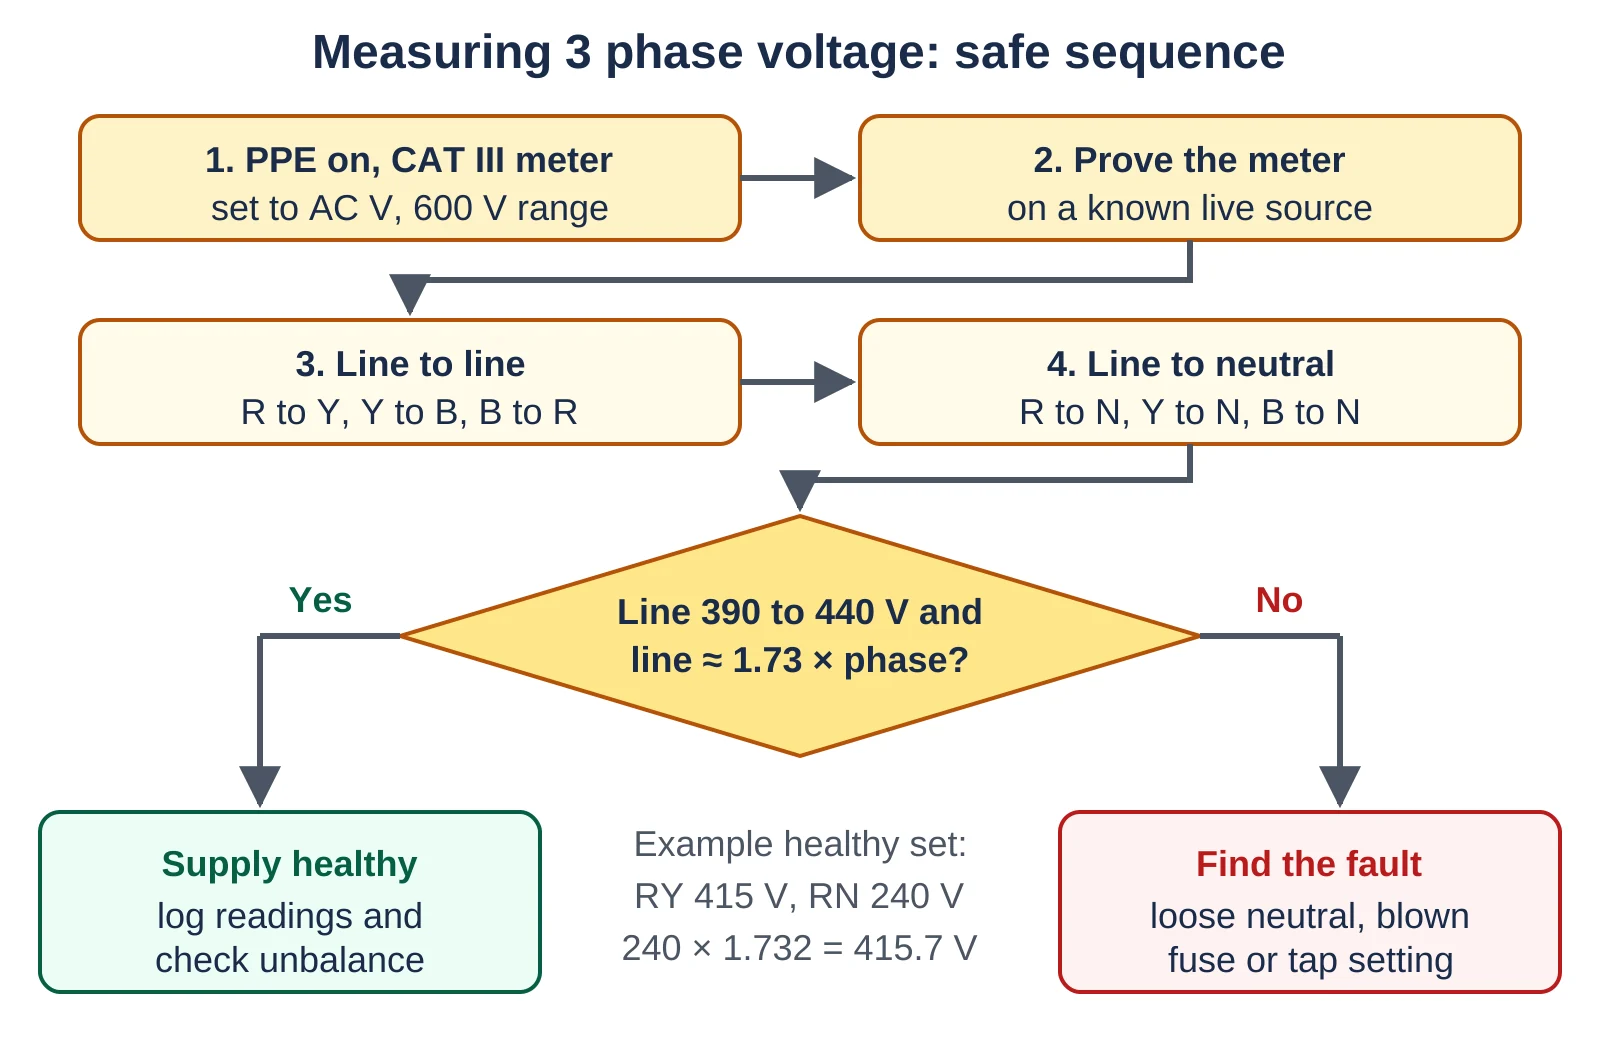 Measuring 3 phase voltage: safe sequence
1. PPE on, CAT III meter
set to AC V, 600 V range
2. Prove the meter
on a known live source
3. Line to line
R to Y, Y to B, B to R
4. Line to neutral
R to N, Y to N, B to N
Line 390 to 440 V and
line ≈ 1.73 × phase?
Yes
No
Supply healthy
log readings and
check unbalance
Example healthy set:
RY 415 V, RN 240 V
240 × 1.732 = 415.7 V
Find the fault
loose neutral, blown
fuse or tap setting